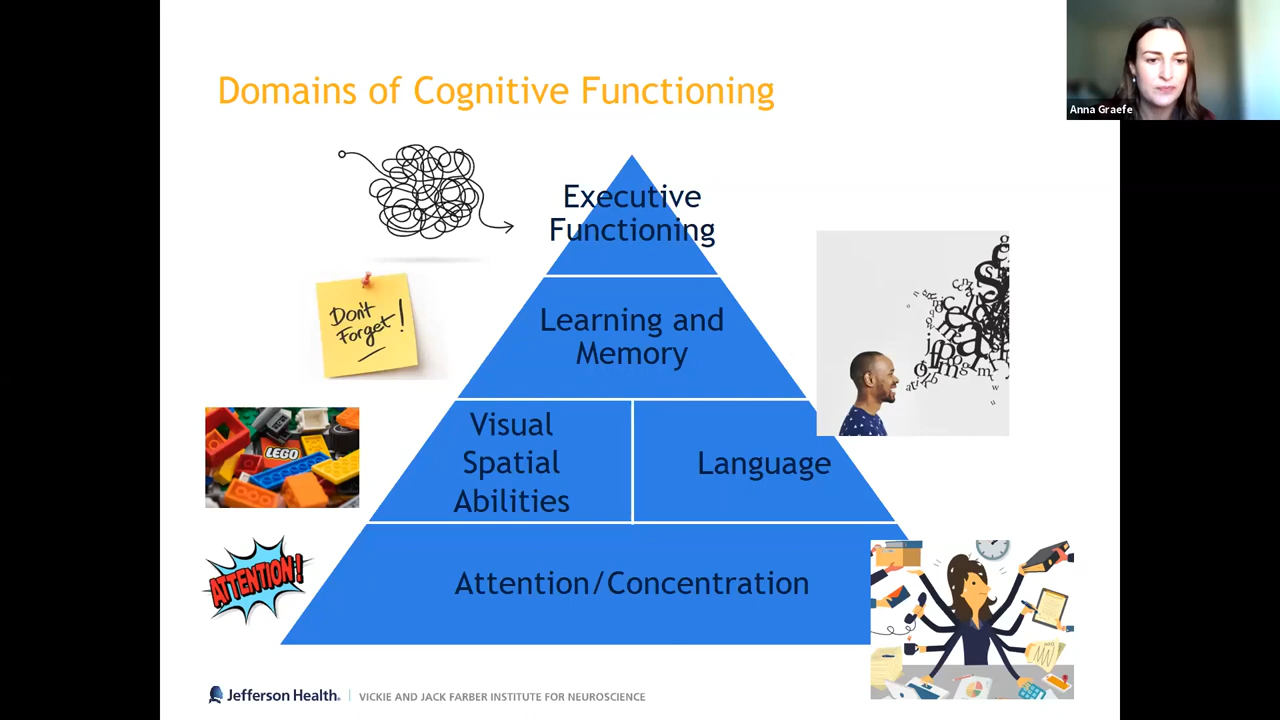 Domains of Cognitive Functioning
Anna Graefe
Executive
Functioning
Don't
Forget!
Learning and
Memory
LEGO
Visual
Spatial
Abilities
Language
ATTENTION!
Attention/Concentration
Jefferson Health®
VICKIE AND JACK FARBER INSTITUTE FOR NEUROSCIENCE